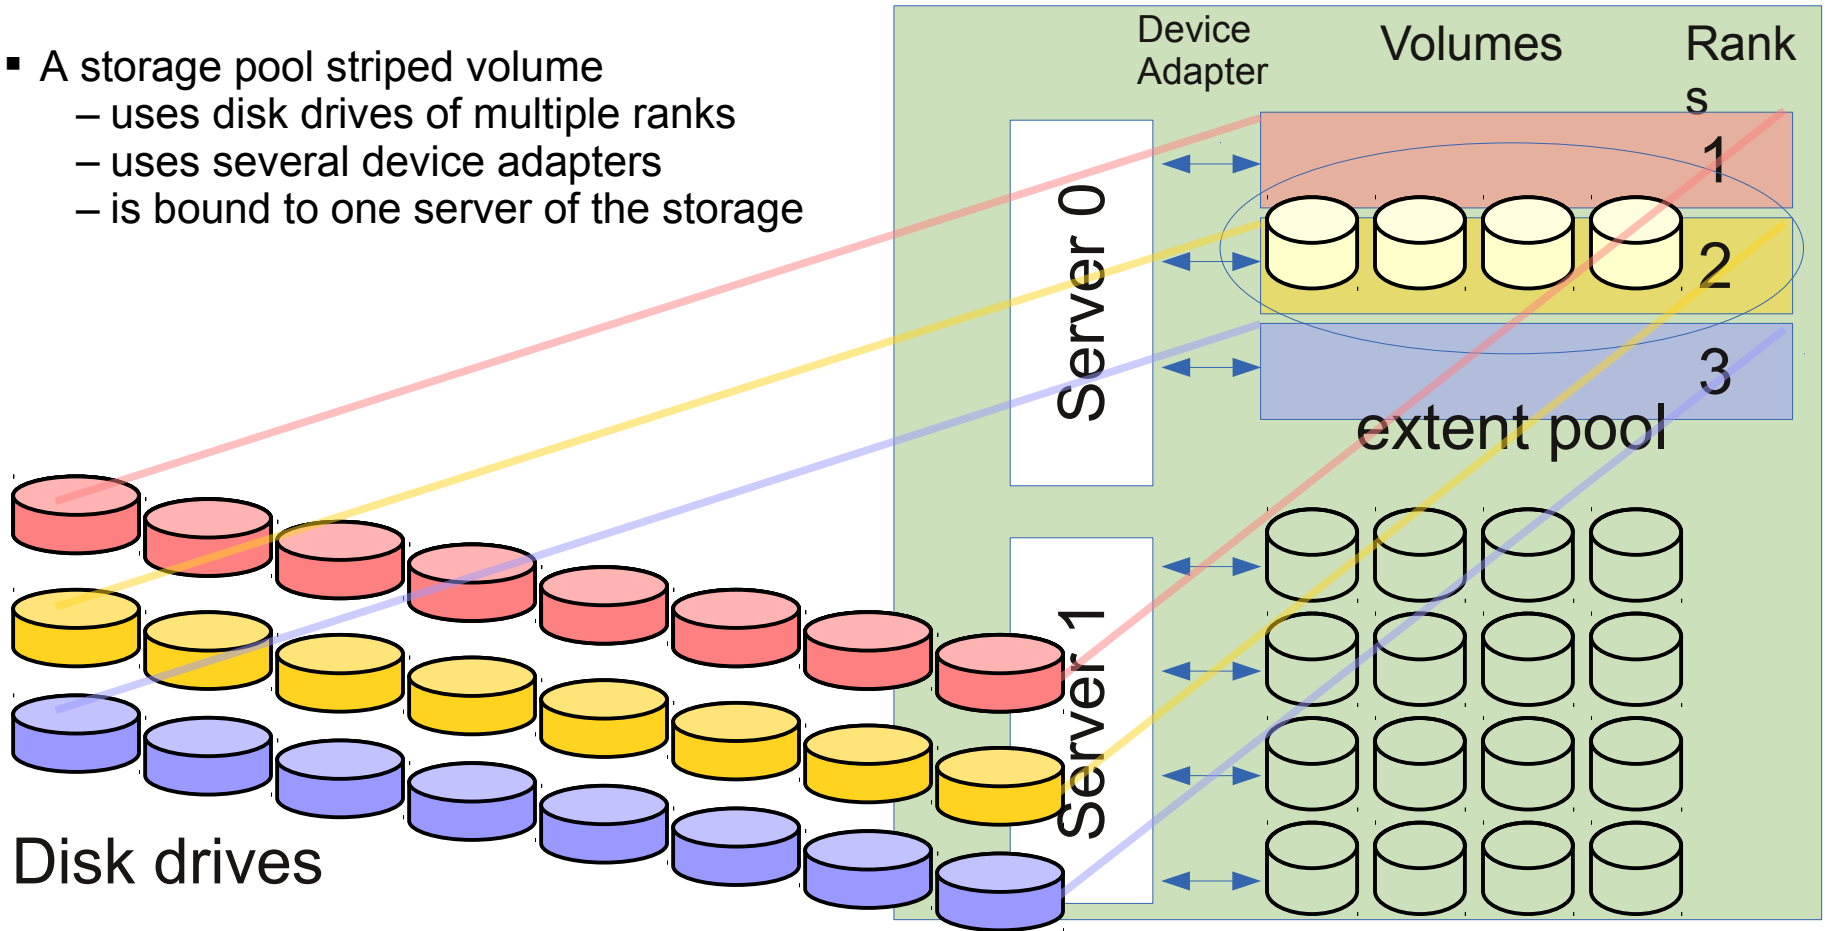 ▪ A storage pool striped volume
– uses disk drives of multiple ranks
– uses several device adapters
– is bound to one server of the storage
Device
Adapter
Volumes
Rank
s
Server 0
1
2
3
extent pool
Server 1
Disk drives